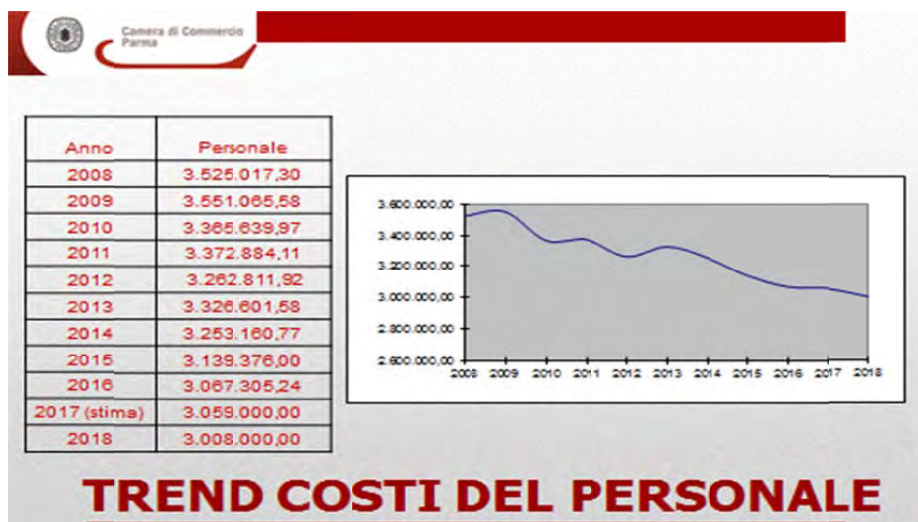 Camera di Commercio
Parma
Anno Personale
2008 3.525.017,30
2009 3.551.065,58
2010 3.365.639,97
2011 3.372.884,11
2012 3.262.811,92
2013 3.326.601,58
2014 3.253.160,77
2015 3.139.376,00
2016 3.067.305,24
2017 (stima) 3.059.000,00
2018 3.008.000,00
3.600.000,00
3.400.000,00
3.200.000,00
3.000.000,00
2.800.000,00
2.600.000,00
2008 2009 2010 2011 2012 2013 2014 2015 2016 2017 2018
TREND COSTI DEL PERSONALE